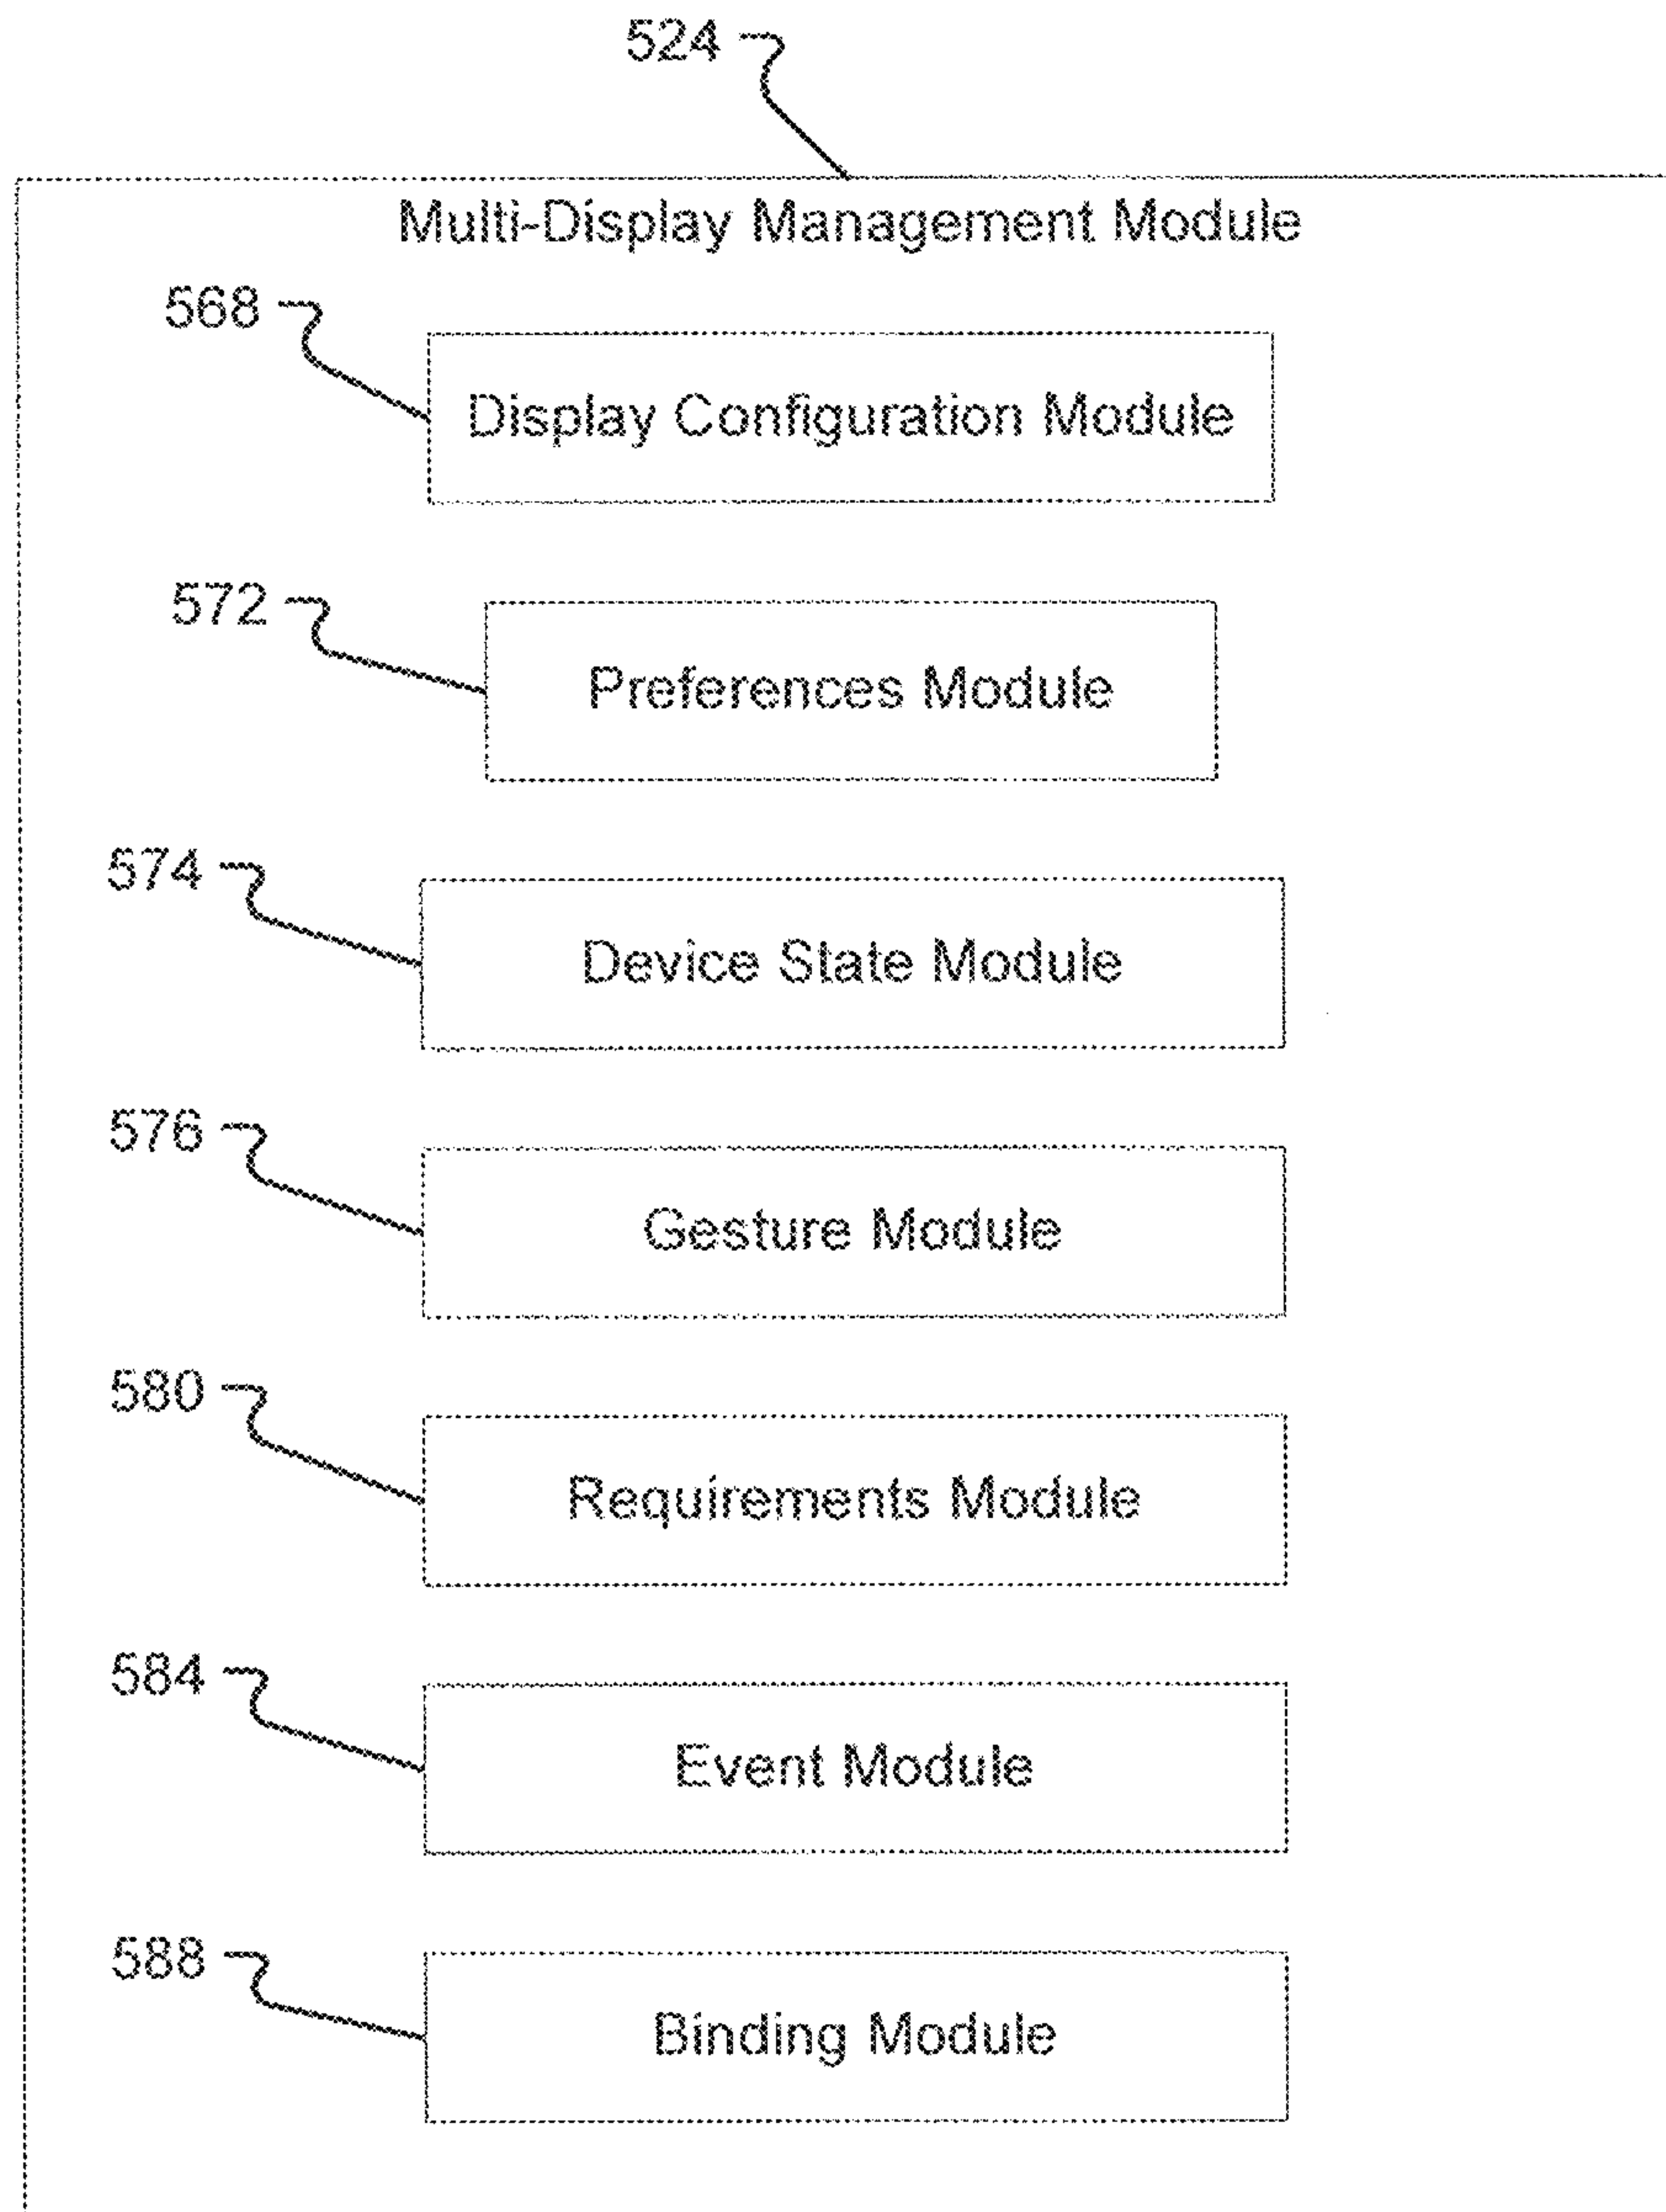 524
Multi-Display Management Module
568
Display Configuration Module
572
Preferences Module
574
Device State Module
576
Gesture Module
580
Requirements Module
584
Event Module
588
Binding Module